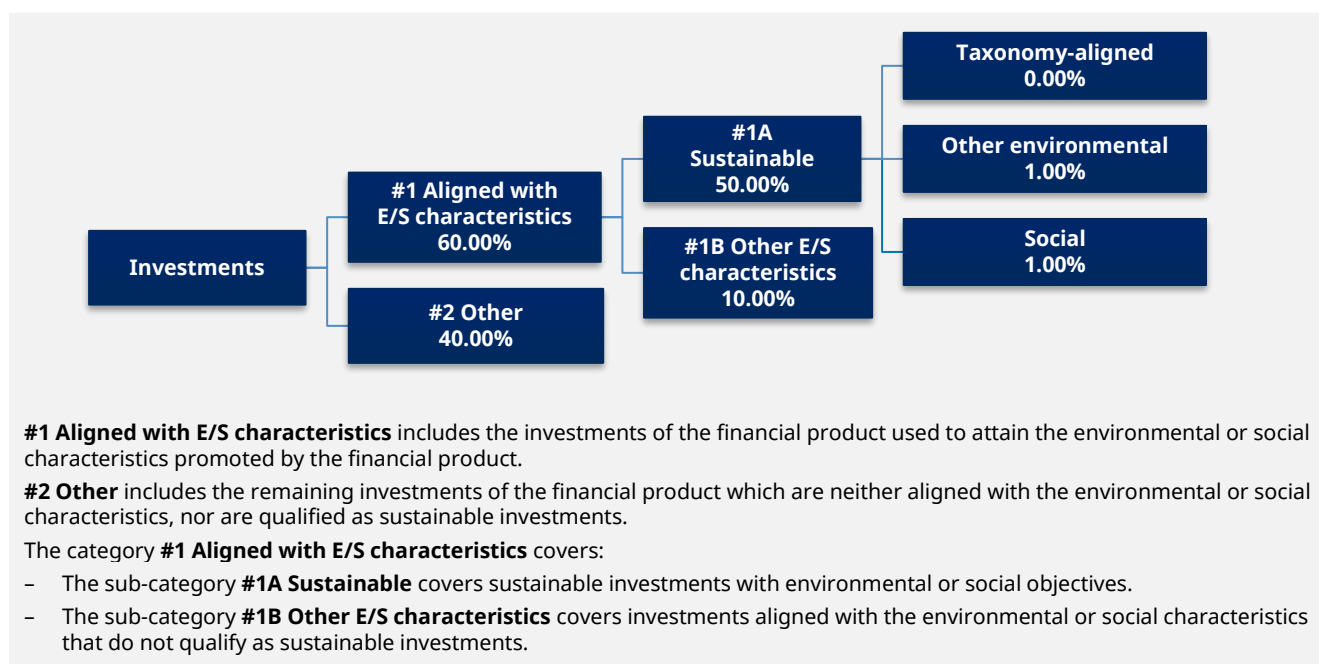 Investments
#1 Aligned with
E/S characteristics
60.00%
#2 Other
40.00%
#1A
Sustainable
50.00%
#1B Other E/S
characteristics
10.00%
Taxonomy-aligned
0.00%
Other environmental
1.00%
Social
1.00%
#1 Aligned with E/S characteristics includes the investments of the financial product used to attain the environmental or social
characteristics promoted by the financial product.
#2 Other includes the remaining investments of the financial product which are neither aligned with the environmental or social
characteristics, nor are qualified as sustainable investments.
The category #1 Aligned with E/S characteristics covers:
– The sub-category #1A Sustainable covers sustainable investments with environmental or social objectives.
– The sub-category #1B Other E/S characteristics covers investments aligned with the environmental or social characteristics
that do not qualify as sustainable investments.